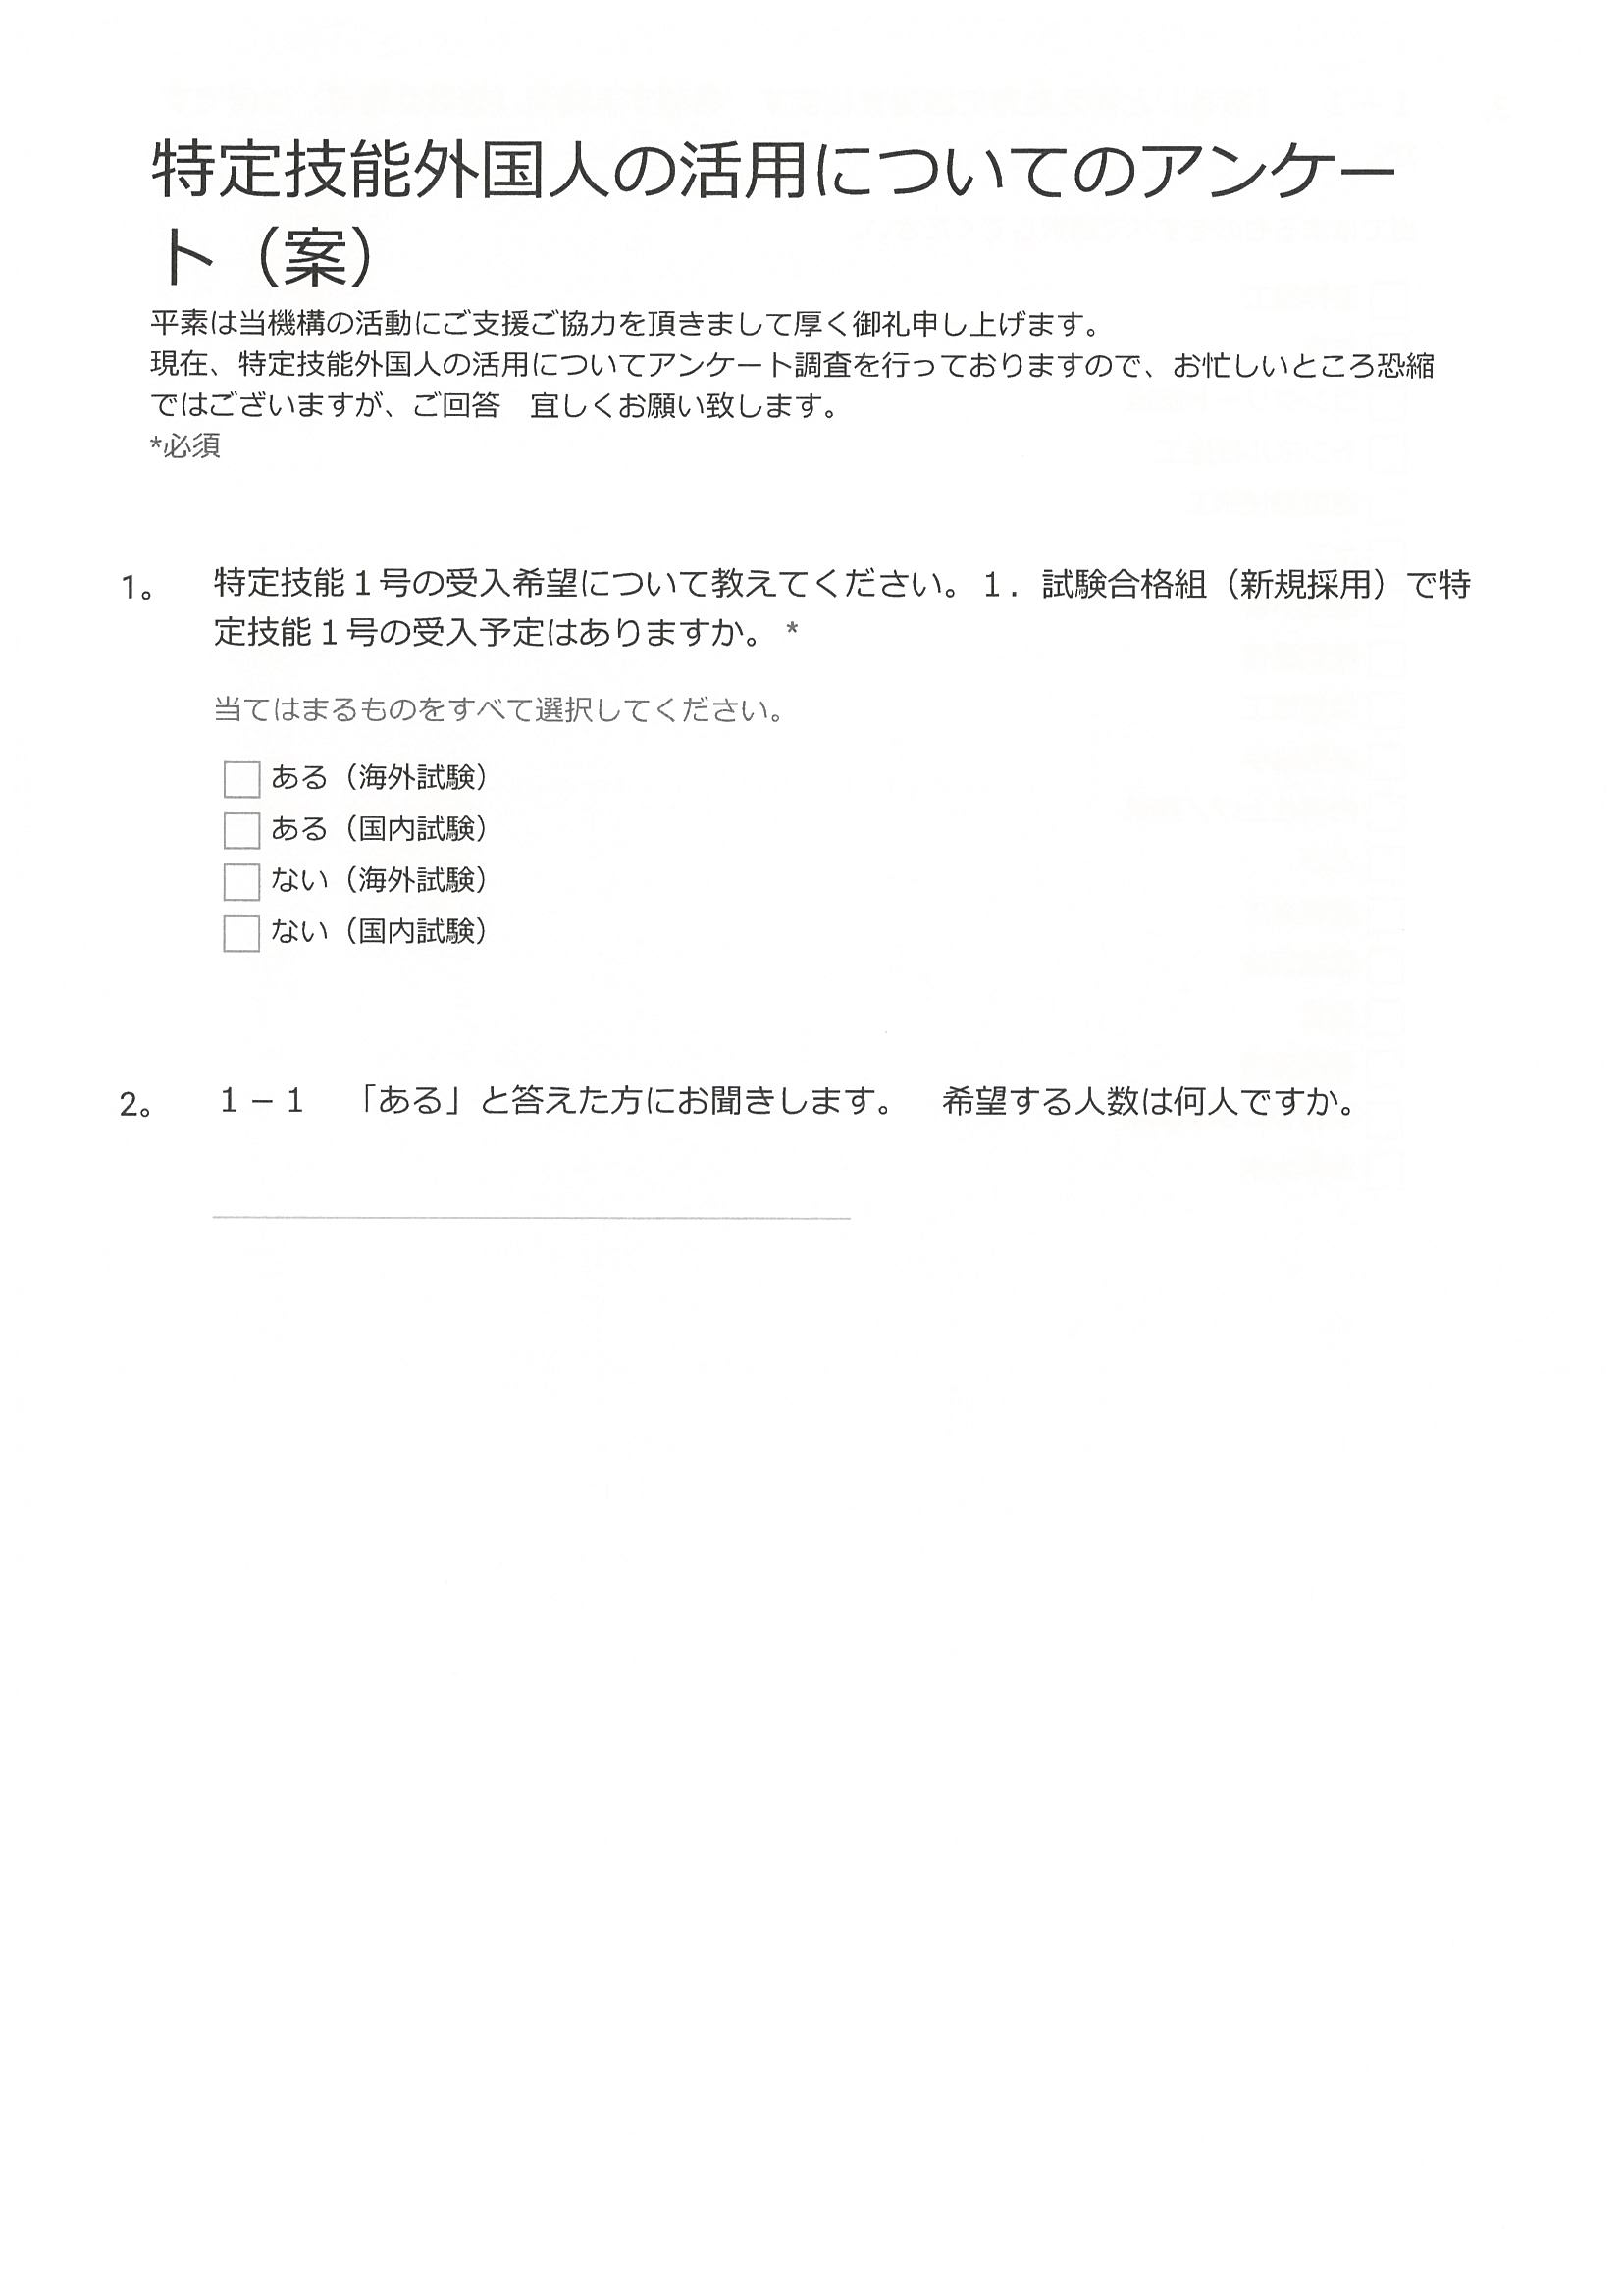 特定技能外国人の活用についてのアンケー
ト（案）
平素は当機構の活動にご支援ご協力を頂きまして厚く御礼申し上げます。
現在、特定技能外国人の活用についてアンケート調査を行っておりますので、お忙しいところ恐縮
ではございますが、ご回答　宜しくお願い致します。
*必須
1。 特定技能１号の受入希望について教えてください。１．試験合格組（新規採用）で特
定技能１号の受入予定はありますか。 *
当てはまるものをすべて選択してください。
ある（海外試験）
ある（国内試験）
ない（海外試験）
ない（国内試験）
2。 １－１　「ある」と答えた方にお聞きします。　希望する人数は何人ですか。